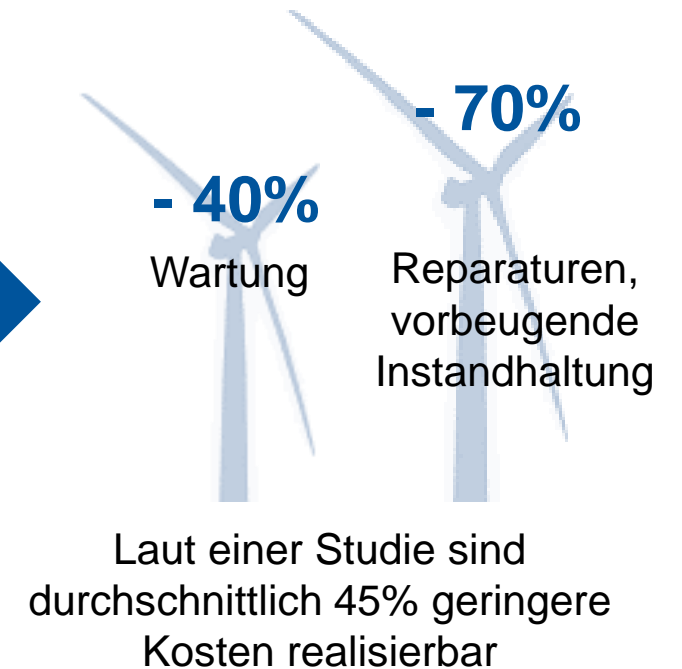 - 70%
- 40%
Wartung
Reparaturen,
vorbeugende
Instandhaltung
Laut einer Studie sind
durchschnittlich 45% geringere
Kosten realisierbar